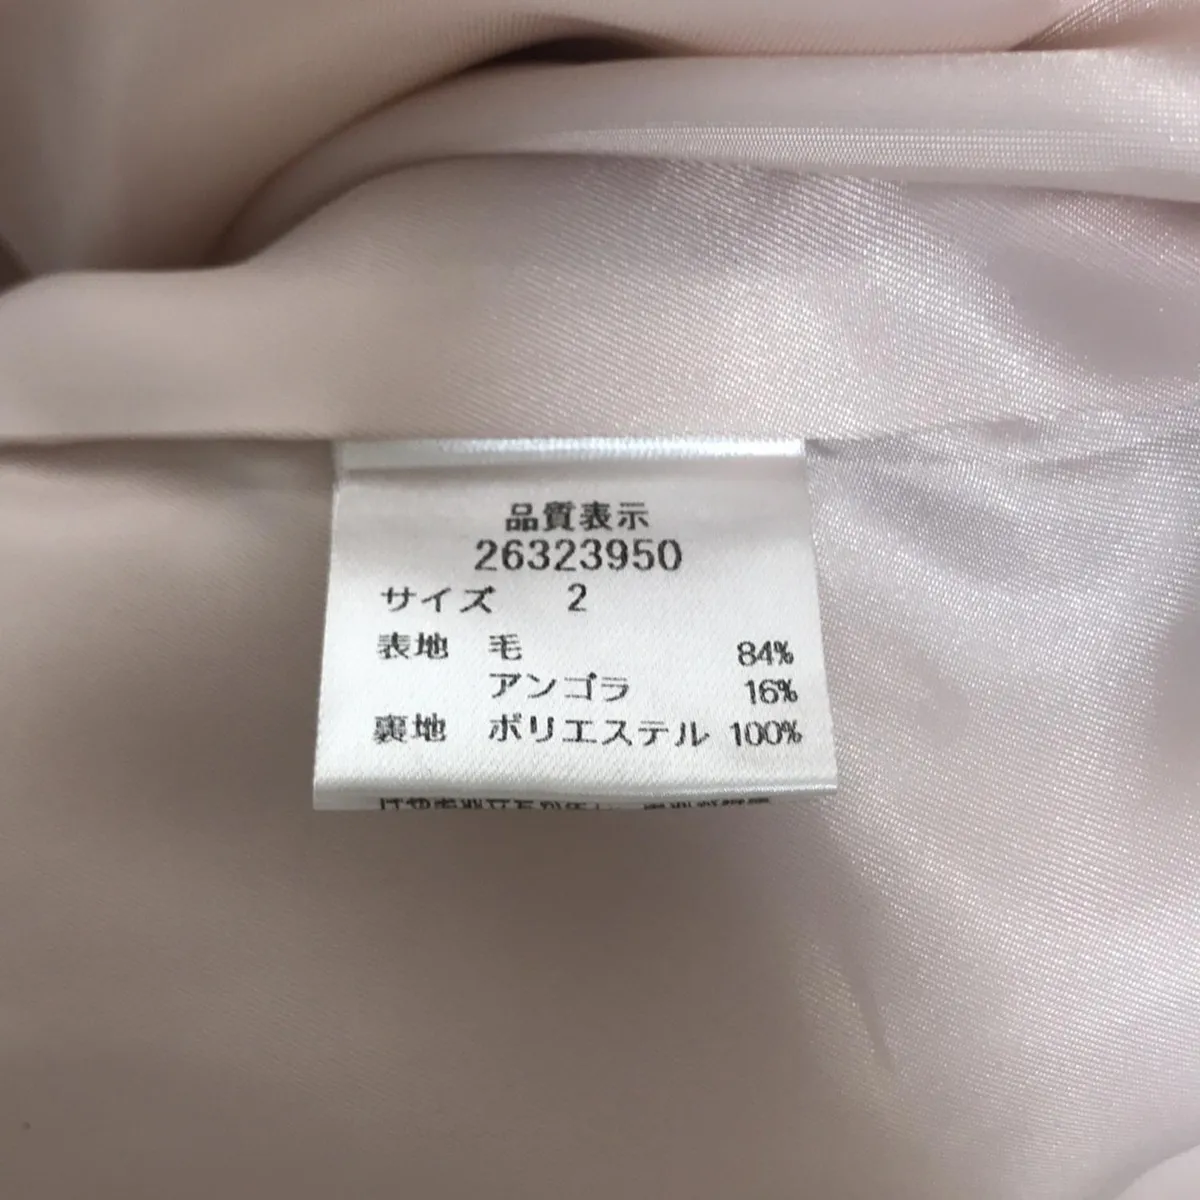 品質表示
26323950
サイズ 2
表地 毛 84%
アンゴラ 16%
裏地 ポリエステル 100%